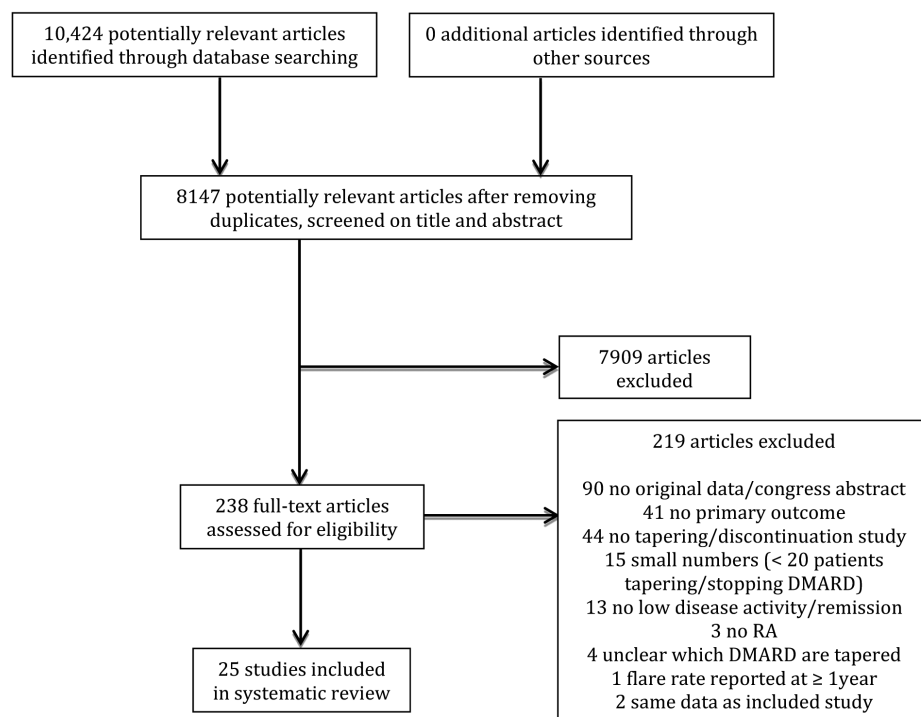 10,424 potentially relevant articles
identified through database searching
0 additional articles identified through
other sources
8147 potentially relevant articles after removing
duplicates, screened on title and abstract
7909 articles
excluded
238 full-text articles
assessed for eligibility
219 articles excluded
90 no original data/congress abstract
41 no primary outcome
44 no tapering/discontinuation study
15 small numbers (< 20 patients
tapering/stopping DMARD)
13 no low disease activity/remission
3 no RA
4 unclear which DMARD are tapered
1 flare rate reported at ≥ 1year
2 same data as included study
25 studies included
in systematic review